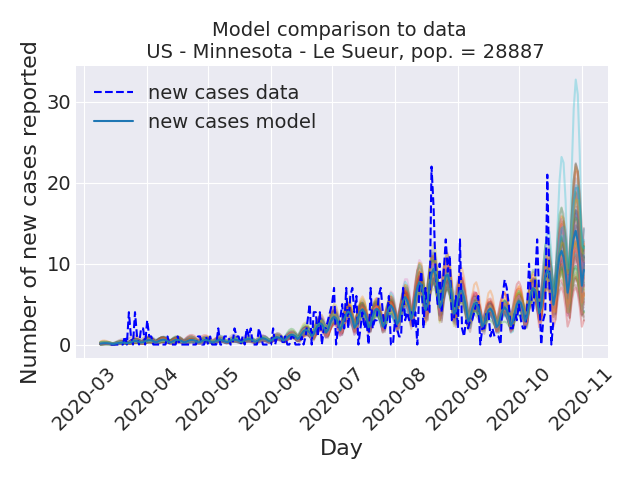 Model comparison to data
US - Minnesota - Le Sueur, pop. = 28887
Number of new cases reported
30
20
10
0
new cases data
new cases model
2020-03
2020-04
2020-05
2020-06
2020-07
2020-08
2020-09
2020-10
2020-11
Day